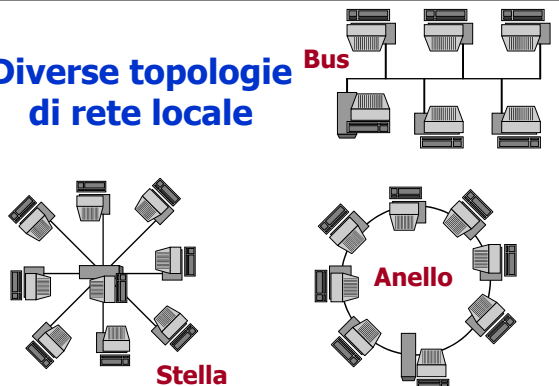 Diverse topologie
di rete locale
Bus
Anello
Stella